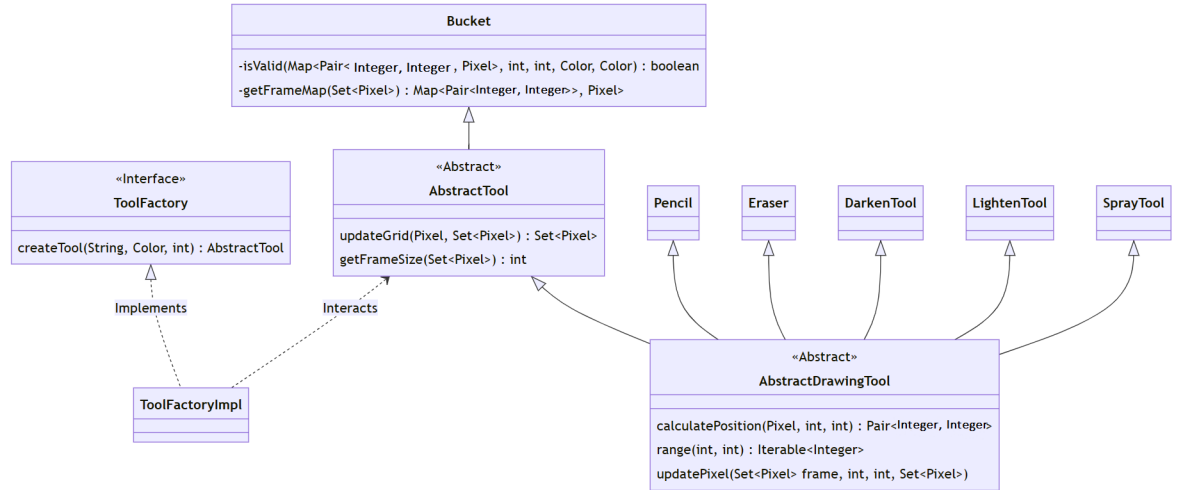 Bucket
-isValid(Map<Pair< Integer, Integer , Pixel>, int, int, Color, Color) : boolean
-getFrameMap(Set<Pixel>) : Map<Pair<Integer, Integer>>, Pixel>
«Interface»
ToolFactory
createTool(String, Color, int) : AbstractTool
«Abstract»
AbstractTool
updateGrid(Pixel, Set<Pixel>) : Set<Pixel>
getFrameSize(Set<Pixel>) : int
Pencil
Eraser
DarkenTool
LightenTool
SprayTool
Implements
Interacts
ToolFactoryImpl
«Abstract»
AbstractDrawingTool
calculatePosition(Pixel, int, int) : Pair<Integer, Integer>
range(int, int) : Iterable<Integer>
updatePixel(Set<Pixel> frame, int, int, Set<Pixel>)